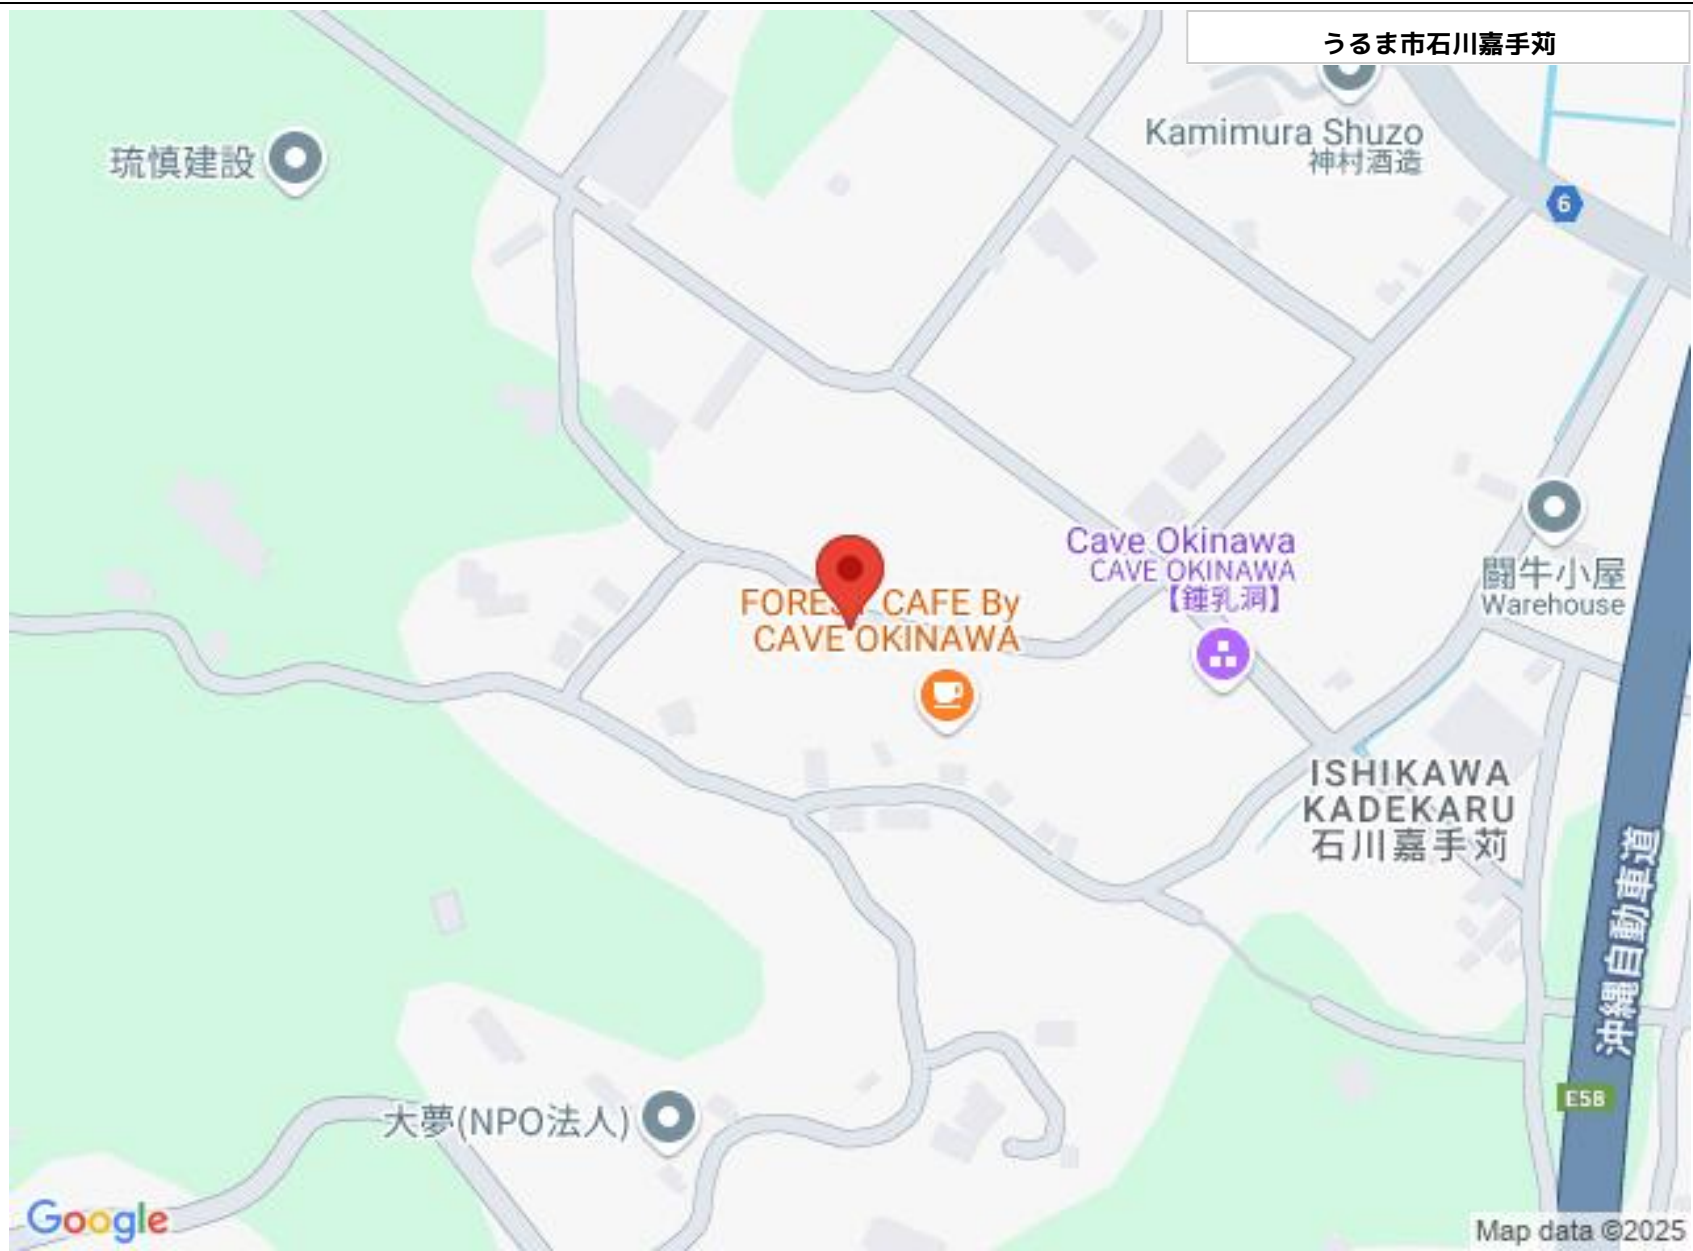 うるま市石川嘉手苅
Kamimura Shuzo
神村酒造
琉慎建設
6
Cave Okinawa
CAVE OKINAWA
【鍾乳洞】
闘牛小屋
Warehouse
FOREST CAFE By
CAVE OKINAWA
ISHIKAWA
KADEKARU
石川嘉手苅
沖縄自動車道
E58
大夢(NPO法人)
Google
Map data ©2025